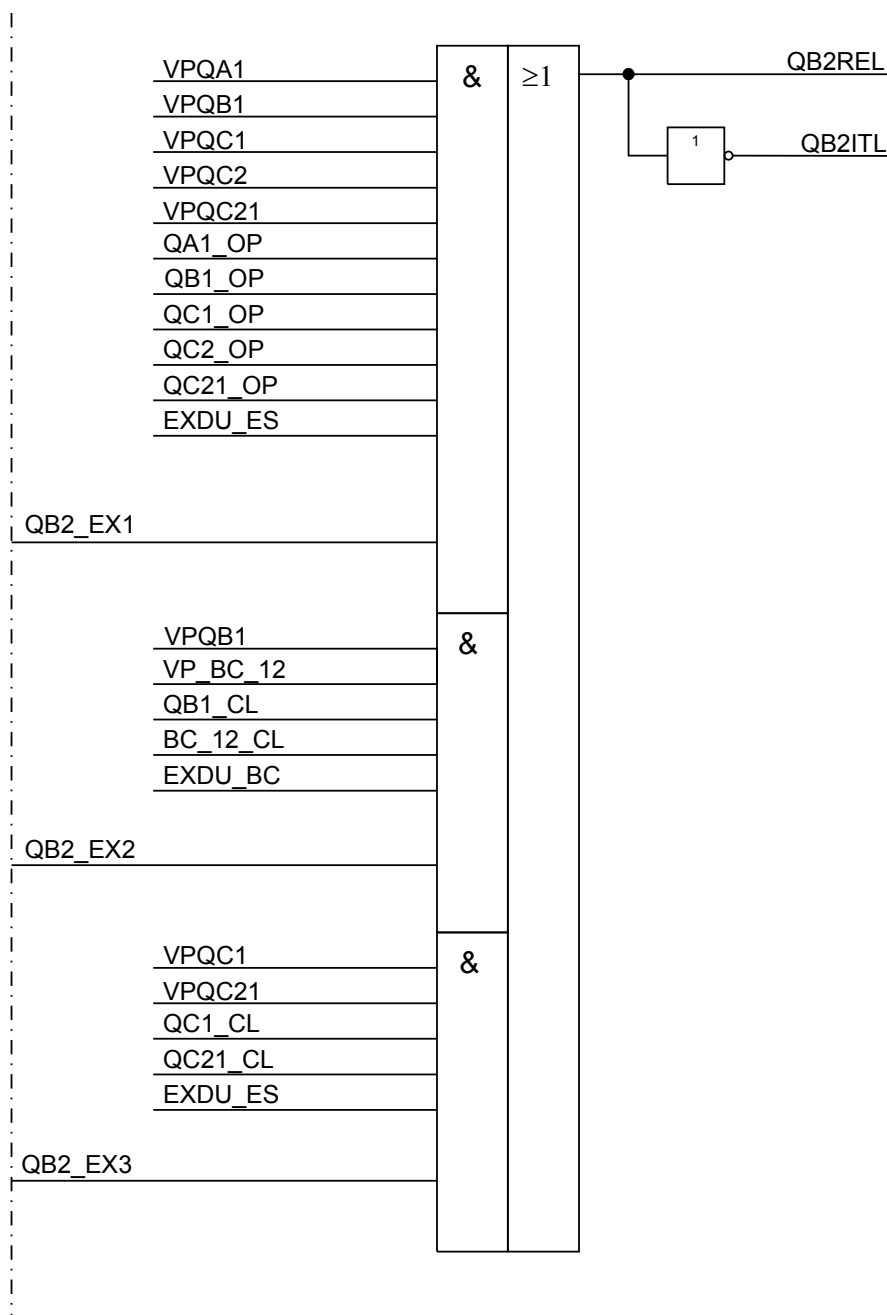 VPQA1
VPQB1
VPQC1
VPQC2
VPQC21
QA1_OP
QB1_OP
QC1_OP
QC2_OP
QC21_OP
EXDU_ES
QB2_EX1
&
≥1
QB2REL
1
QB2ITL
VPQB1
VP_BC_12
QB1_CL
BC_12_CL
EXDU_BC
QB2_EX2
&
VPQC1
VPQC21
QC1_CL
QC21_CL
EXDU_ES
QB2_EX3
&